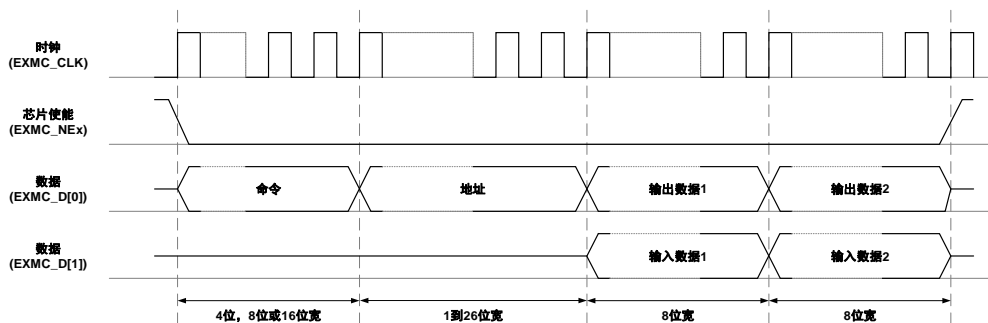 时钟
(EXMC_CLK)
芯片使能
(EXMC_NEx)
数据
(EXMC_D[0])
命令
地址
输出数据1
输出数据2
数据
(EXMC_D[1])
输入数据1
输入数据2
4位，8位或16位宽
1到26位宽
8位宽
8位宽